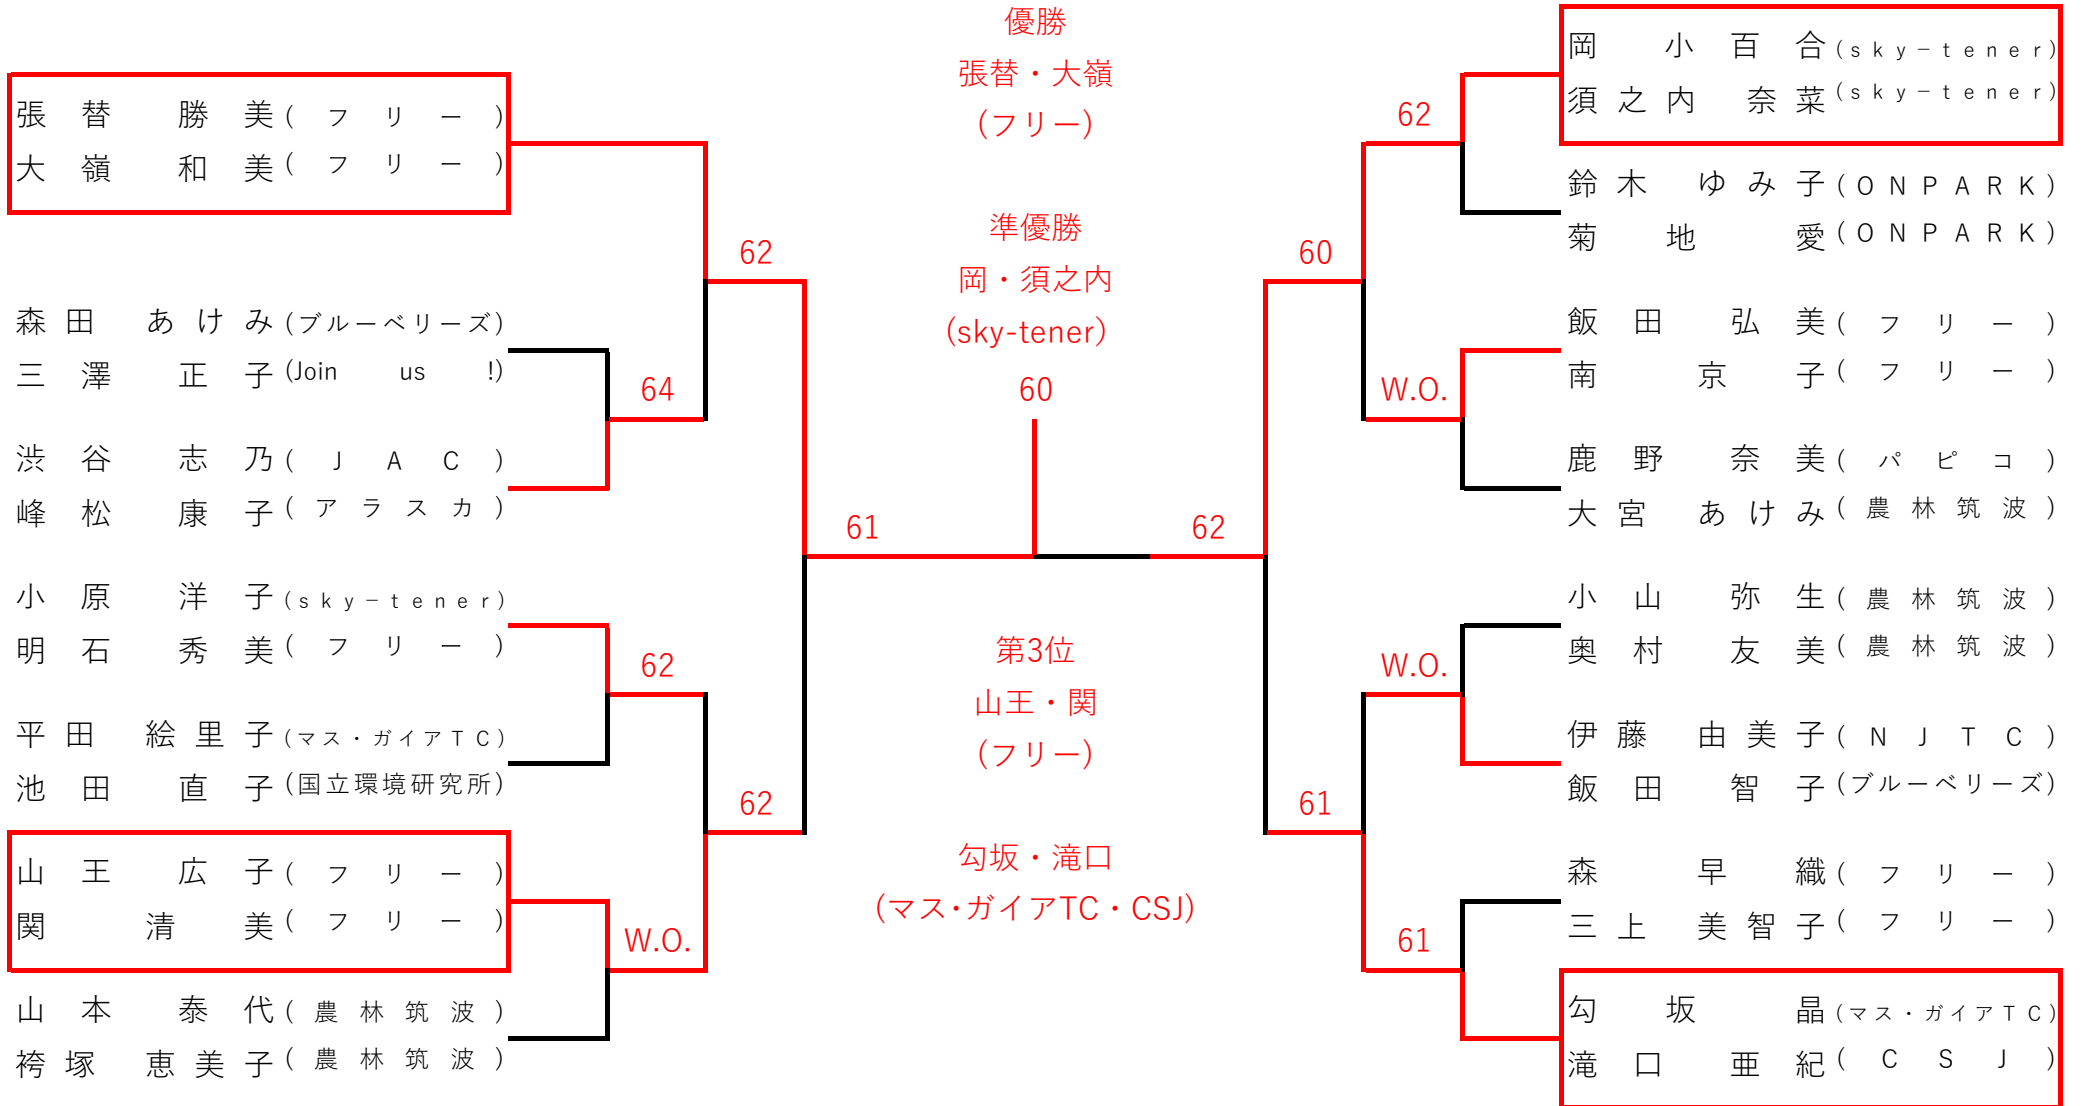 張替 勝美(フリー)
大嶺 和美(フリー)
森田 あけみ(ブルーベリーズ)
三澤 正子(Join us !)
渋谷 志乃(JAC)
峰松 康子(アラスカ)
小原 洋子(sky-tener)
明石 秀美(フリー)
平田 絵里子(マス・ガイアTC)
池田 直子(国立環境研究所)
山王 広子(フリー)
関 清美(フリー)
山本 泰代(農林筑波)
袴塚 恵美子(農林筑波)
64
62
W.O.
62
62
61
優勝
張替・大嶺
(フリー)
準優勝
岡・須之内
(sky-tener)
60
第3位
山王・関
(フリー)
勾坂・滝口
(マス・ガイアTC・CSJ)
62
60
61
62
W.O.
W.O.
61
岡 小百合(sky-tener)
須之内 奈菜(sky-tener)
鈴木 ゆみ子(ONPARK)
菊地 愛(ONPARK)
飯田 弘美(フリー)
南 京子(フリー)
鹿野 奈美(パピコ)
大宮 あけみ(農林筑波)
小山 弥生(農林筑波)
奥村 友美(農林筑波)
伊藤 由美子(NJTC)
飯田 智子(ブルーベリーズ)
森 早織(フリー)
三上 美智子(フリー)
勾坂 晶(マス・ガイアTC)
滝口 亜紀(CSJ)